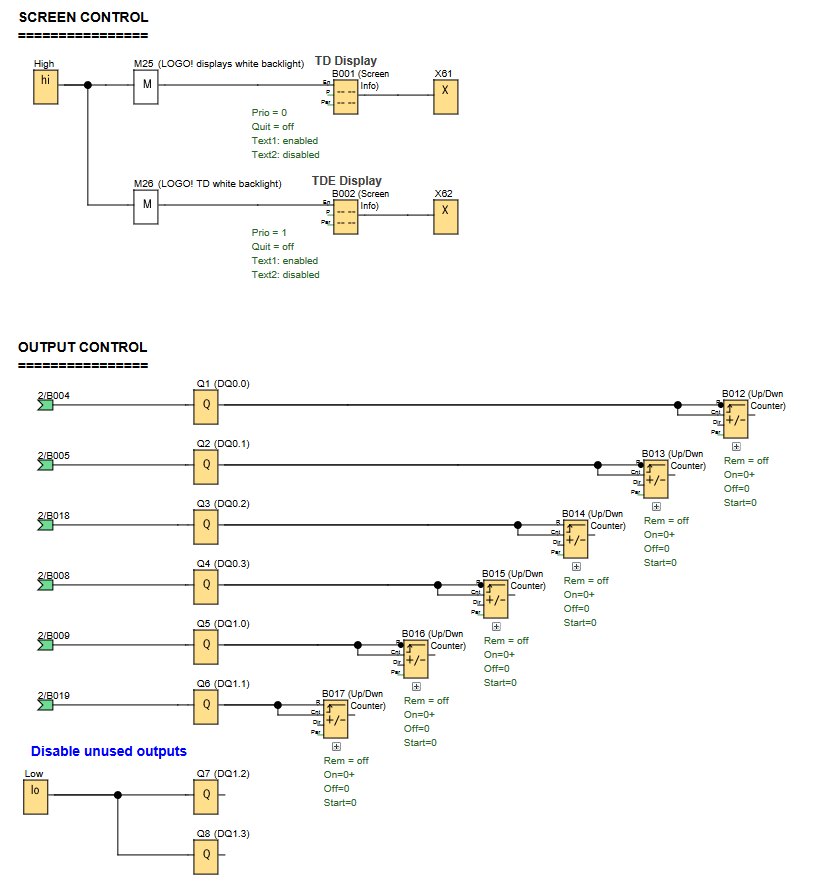 SCREEN CONTROL
================
High
hi
M25 (LOGO! displays white backlight)
M
TD Display
B001 (Screen
Info)
En
P
Par
X61
X
Prio = 0
Quit = off
Text1: enabled
Text2: disabled
M26 (LOGO! TD white backlight)
M
TDE Display
B002 (Screen
Info)
En
P
Par
X62
X
Prio = 1
Quit = off
Text1: enabled
Text2: disabled
OUTPUT CONTROL
================
2/B004
Q1 (DQ0.0)
Q
B012 (Up/Dwn
Counter)
R
Cnt
Dir
Par
+/-
Rem = off
On=0+
Off=0
Start=0
2/B005
Q2 (DQ0.1)
Q
B013 (Up/Dwn
Counter)
R
Cnt
Dir
Par
+/-
Rem = off
On=0+
Off=0
Start=0
2/B018
Q3 (DQ0.2)
Q
B014 (Up/Dwn
Counter)
R
Cnt
Dir
Par
+/-
Rem = off
On=0+
Off=0
Start=0
2/B008
Q4 (DQ0.3)
Q
B015 (Up/Dwn
Counter)
R
Cnt
Dir
Par
+/-
Rem = off
On=0+
Off=0
Start=0
2/B009
Q5 (DQ1.0)
Q
B016 (Up/Dwn
Counter)
R
Cnt
Dir
Par
+/-
Rem = off
On=0+
Off=0
Start=0
2/B019
Q6 (DQ1.1)
Q
B017 (Up/Dwn
Counter)
R
Cnt
Dir
Par
+/-
Rem = off
On=0+
Off=0
Start=0
Disable unused outputs
Low
lo
Q7 (DQ1.2)
Q
Q8 (DQ1.3)
Q